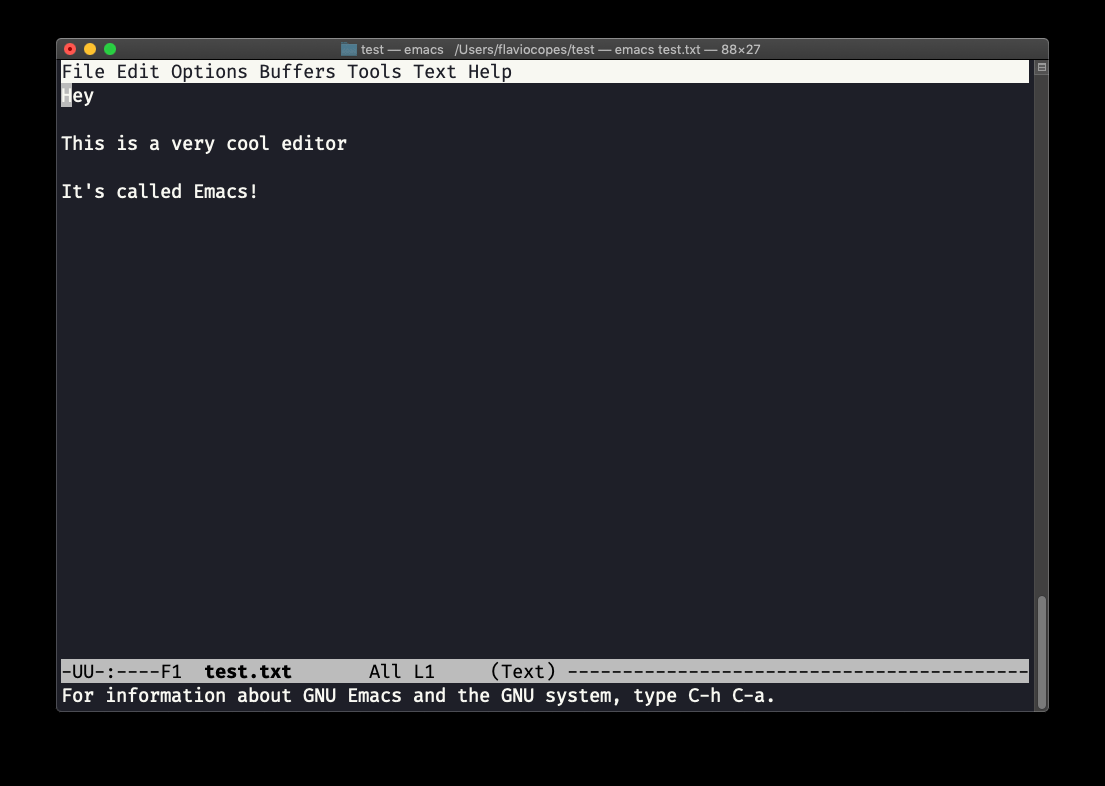 test — emacs /Users/flaviocopes/test — emacs test.txt — 88×27
File Edit Options Buffers Tools Text Help
Hey
This is a very cool editor
It's called Emacs!
-UU-:----F1  test.txt       All L1     (Text) ------------------------------------------
For information about GNU Emacs and the GNU system, type C-h C-a.